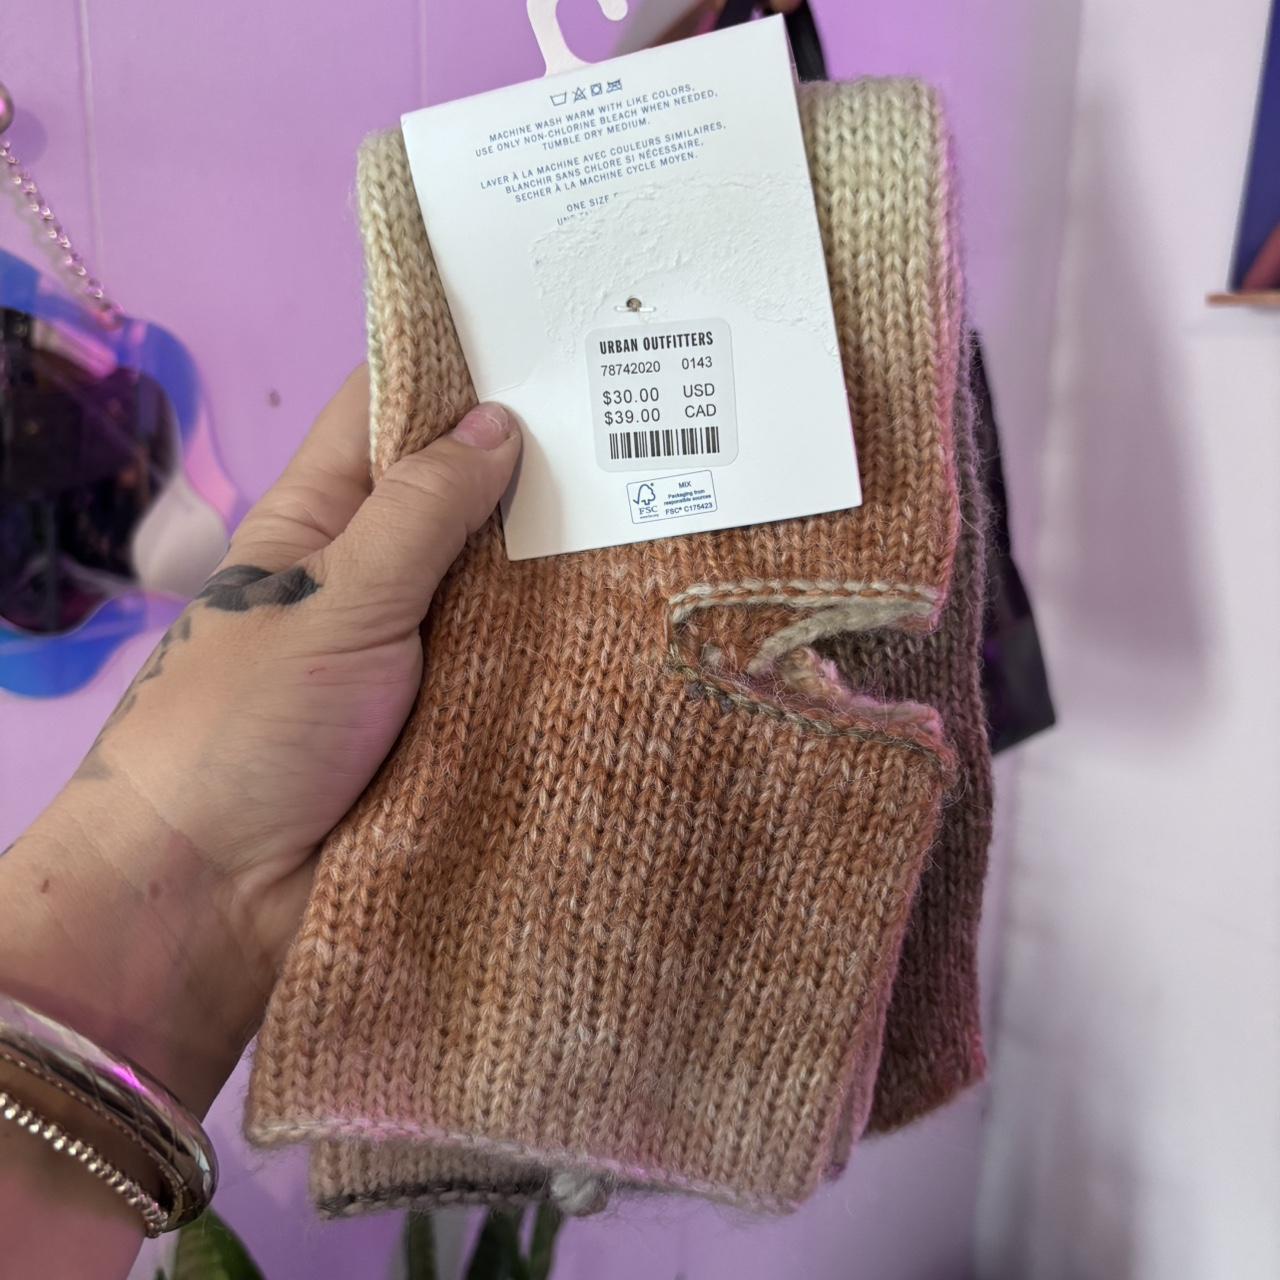 MACHINE WASH WARM WITH LIKE COLORS,
USE ONLY NON-CHLORINE BLEACH WHEN NEEDED,
TUMBLE DRY MEDIUM.
LAVER À LA MACHINE AVEC COULEURS SIMILAIRES,
BLANCHIR SANS CHLORE SI NÉCESSAIRE,
SECHER À LA MACHINE CYCLE MOYEN.
ONE SIZE
URBAN OUTFITTERS
78742020 0143
$30.00 USD
$39.00 CAD
MIX
Packaging from
responsible sources
FSC® C175423
FSC